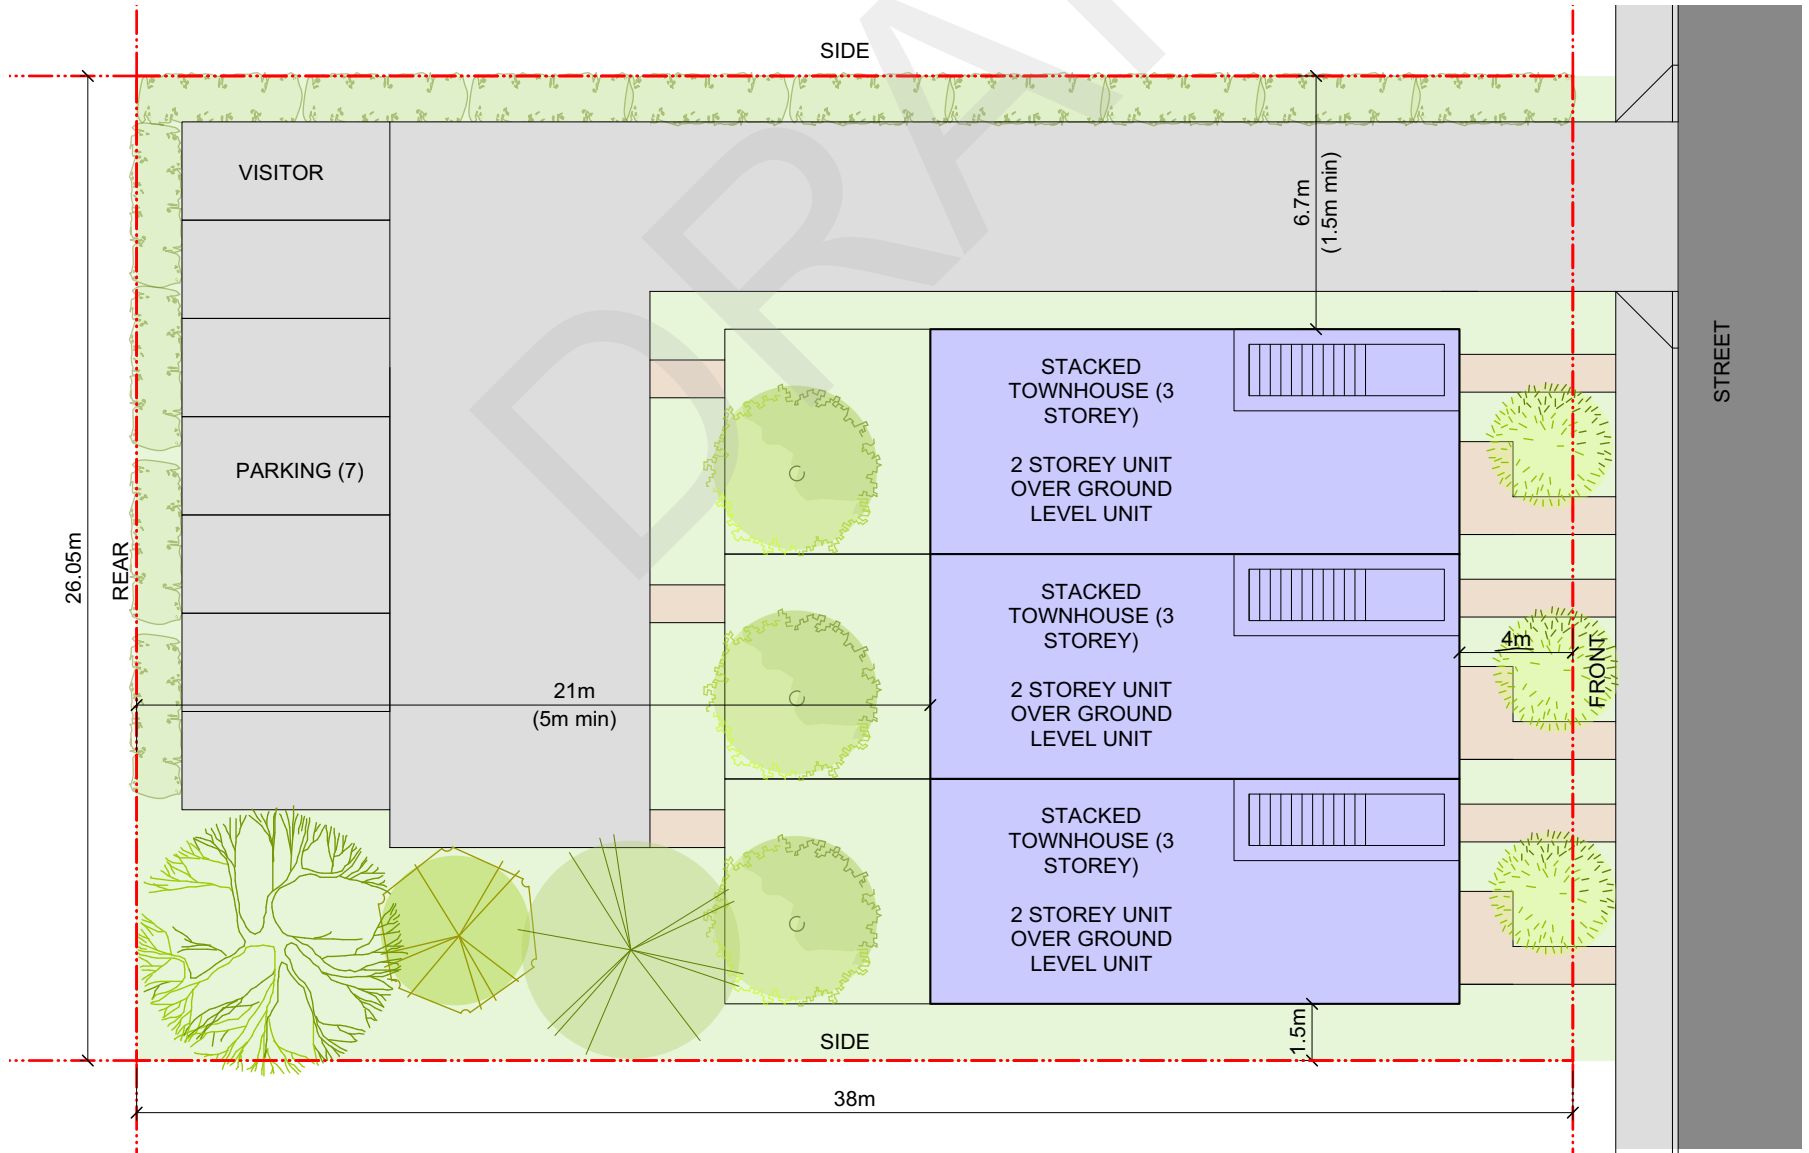 SIDE
DRA
VISITOR
6.7m
(1.5m min)
STREET
STACKED
TOWNHOUSE (3
STOREY)
2 STOREY UNIT
OVER GROUND
LEVEL UNIT
PARKING (7)
26.05m
REAR
STACKED
TOWNHOUSE (3
STOREY)
2 STOREY UNIT
OVER GROUND
LEVEL UNIT
4m
FRONT
21m
(5m min)
STACKED
TOWNHOUSE (3
STOREY)
2 STOREY UNIT
OVER GROUND
LEVEL UNIT
1.5m
SIDE
38m